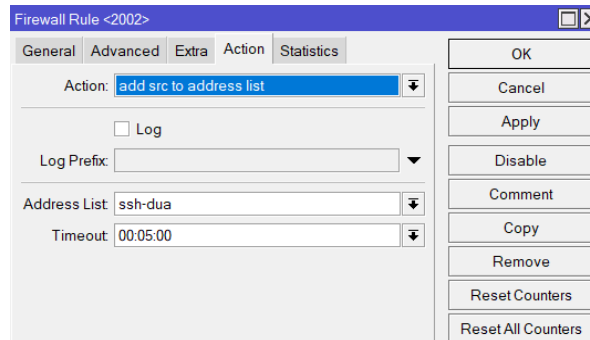 Firewall Rule <2002>
General Advanced Extra Action Statistics
Action: add src to address list
Log
Log Prefix:
Address List: ssh-dua
Timeout: 00:05:00
OK
Cancel
Apply
Disable
Comment
Copy
Remove
Reset Counters
Reset All Counters